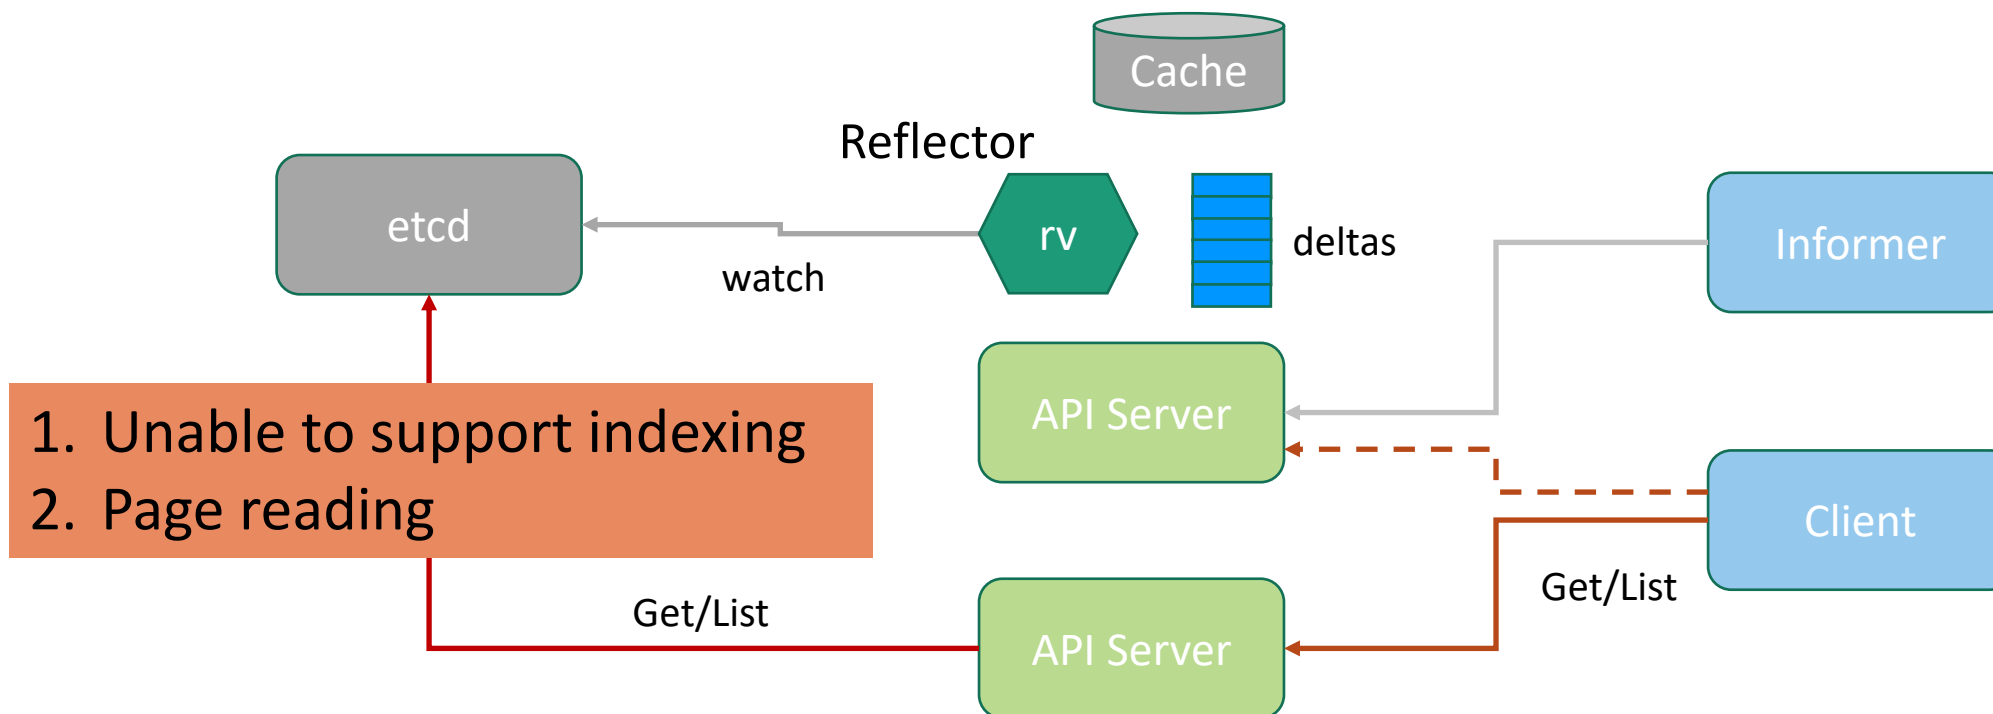 Cache
Reflector
etcd
rv
deltas
Informer
watch
API Server
1. Unable to support indexing
2. Page reading
Client
Get/List
Get/List
API Server